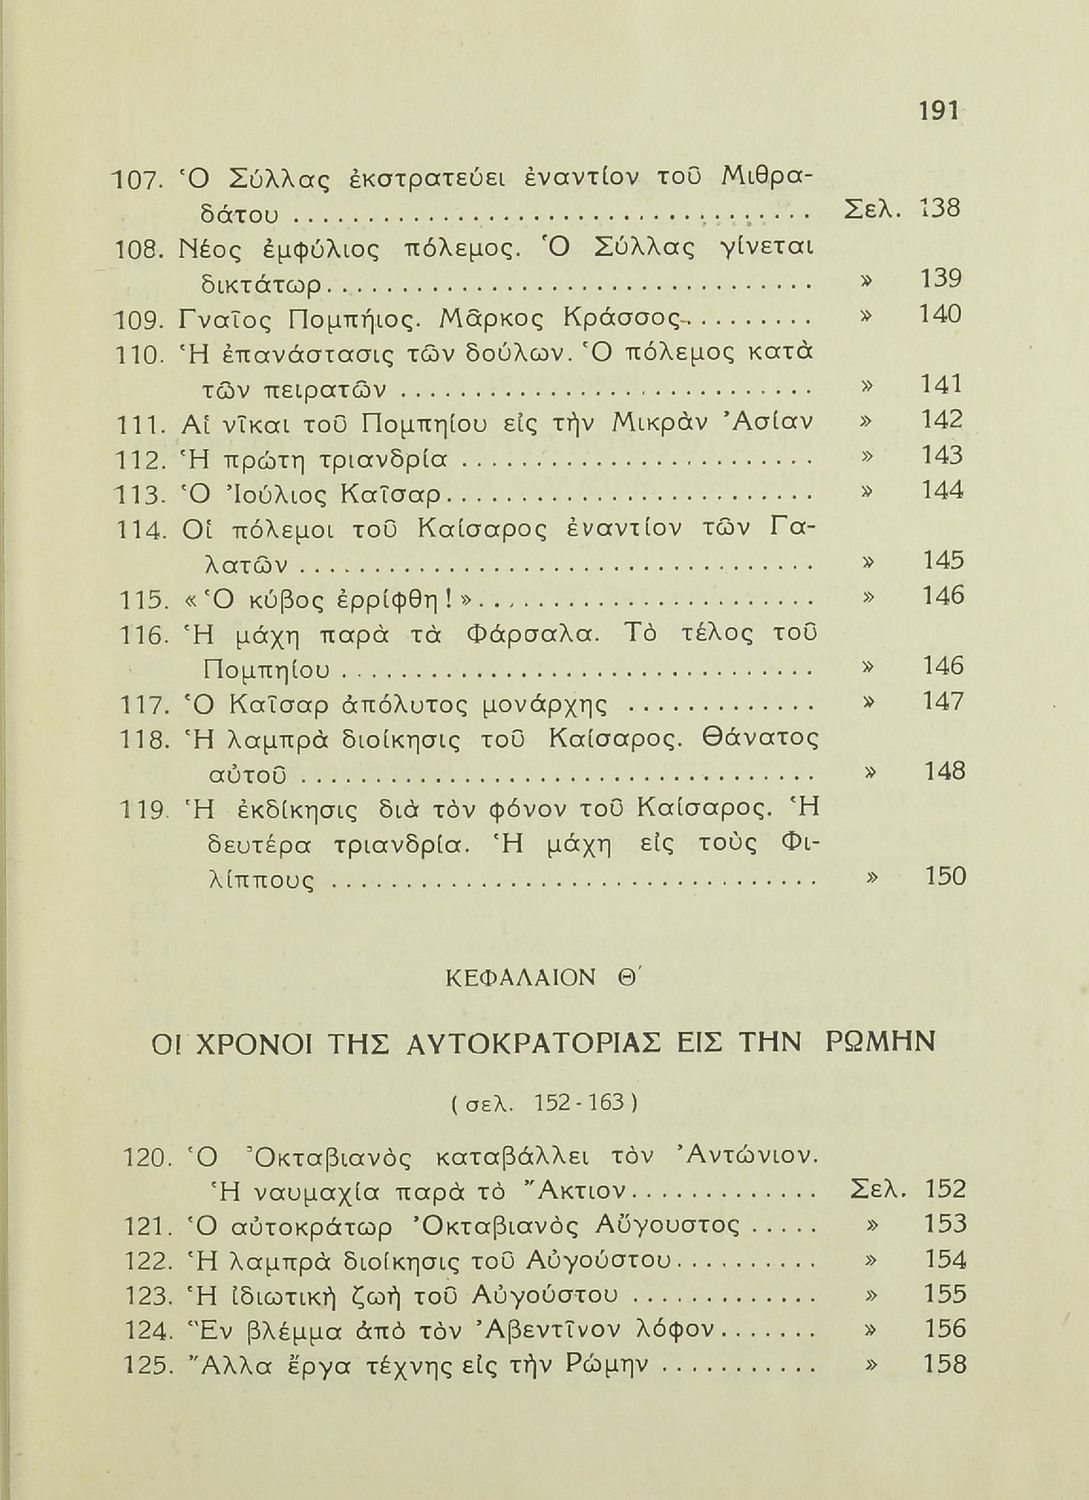 191
107. Ὁ Σύλλας ἐκστρατεύει ἐναντίον τοῦ Μιθρα-
δάτου .................................... Σελ. 138
108. Νέος ἐμφύλιος πόλεμος. Ὁ Σύλλας γίνεται
δικτάτωρ.................................. » 139
109. Γναῖος Πομπήιος. Μᾶρκος Κράσσος.......... » 140
110. Ἡ ἐπανάστασις τῶν δούλων. Ὁ πόλεμος κατὰ
τῶν πειρατῶν ............................. » 141
111. Αἱ νῖκαι τοῦ Πομπηίου εἰς τὴν Μικρὰν Ἀσίαν » 142
112. Ἡ πρώτη τριανδρία ......................... » 143
113. Ὁ Ἰούλιος Καῖσαρ.......................... » 144
114. Οἱ πόλεμοι τοῦ Καίσαρος ἐναντίον τῶν Γα-
λατῶν .................................... » 145
115. «Ὁ κύβος ἐρρίφθη!»........................ » 146
116. Ἡ μάχη παρὰ τὰ Φάρσαλα. Τὸ τέλος τοῦ
Πομπηίου ................................. » 146
117. Ὁ Καῖσαρ ἀπόλυτος μονάρχης ............. » 147
118. Ἡ λαμπρὰ διοίκησις τοῦ Καίσαρος. Θάνατος
αὐτοῦ .................................... » 148
119. Ἡ ἐκδίκησις διὰ τὸν φόνον τοῦ Καίσαρος. Ἡ
δευτέρα τριανδρία. Ἡ μάχη εἰς τοὺς Φι-
λίππους .................................. » 150
ΚΕΦΑΛΑΙΟΝ Θ΄
ΟΙ ΧΡΟΝΟΙ ΤΗΣ ΑΥΤΟΚΡΑΤΟΡΙΑΣ ΕΙΣ ΤΗΝ ΡΩΜΗΝ
(σελ. 152-163)
120. Ὁ Ὀκταβιανὸς καταβάλλει τὸν Ἀντώνιον.
Ἡ ναυμαχία παρὰ τὸ Ἄκτιον............. Σελ. 152
121. Ὁ αὐτοκράτωρ Ὀκταβιανὸς Αὔγουστος ..... » 153
122. Ἡ λαμπρὰ διοίκησις τοῦ Αὐγούστου.......... » 154
123. Ἡ ἰδιωτικὴ ζωὴ τοῦ Αὐγούστου ............. » 155
124. Ἓν βλέμμα ἀπὸ τὸν Ἀβεντῖνον λόφον....... » 156
125. Ἄλλα ἔργα τέχνης εἰς τὴν Ρώμην ........... » 158